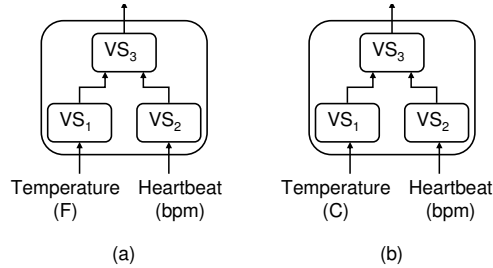 VS3
VS1 VS2
Temperature Heartbeat
(F) (bpm)
(a)
VS3
VS1 VS2
Temperature Heartbeat
(C) (bpm)
(b)